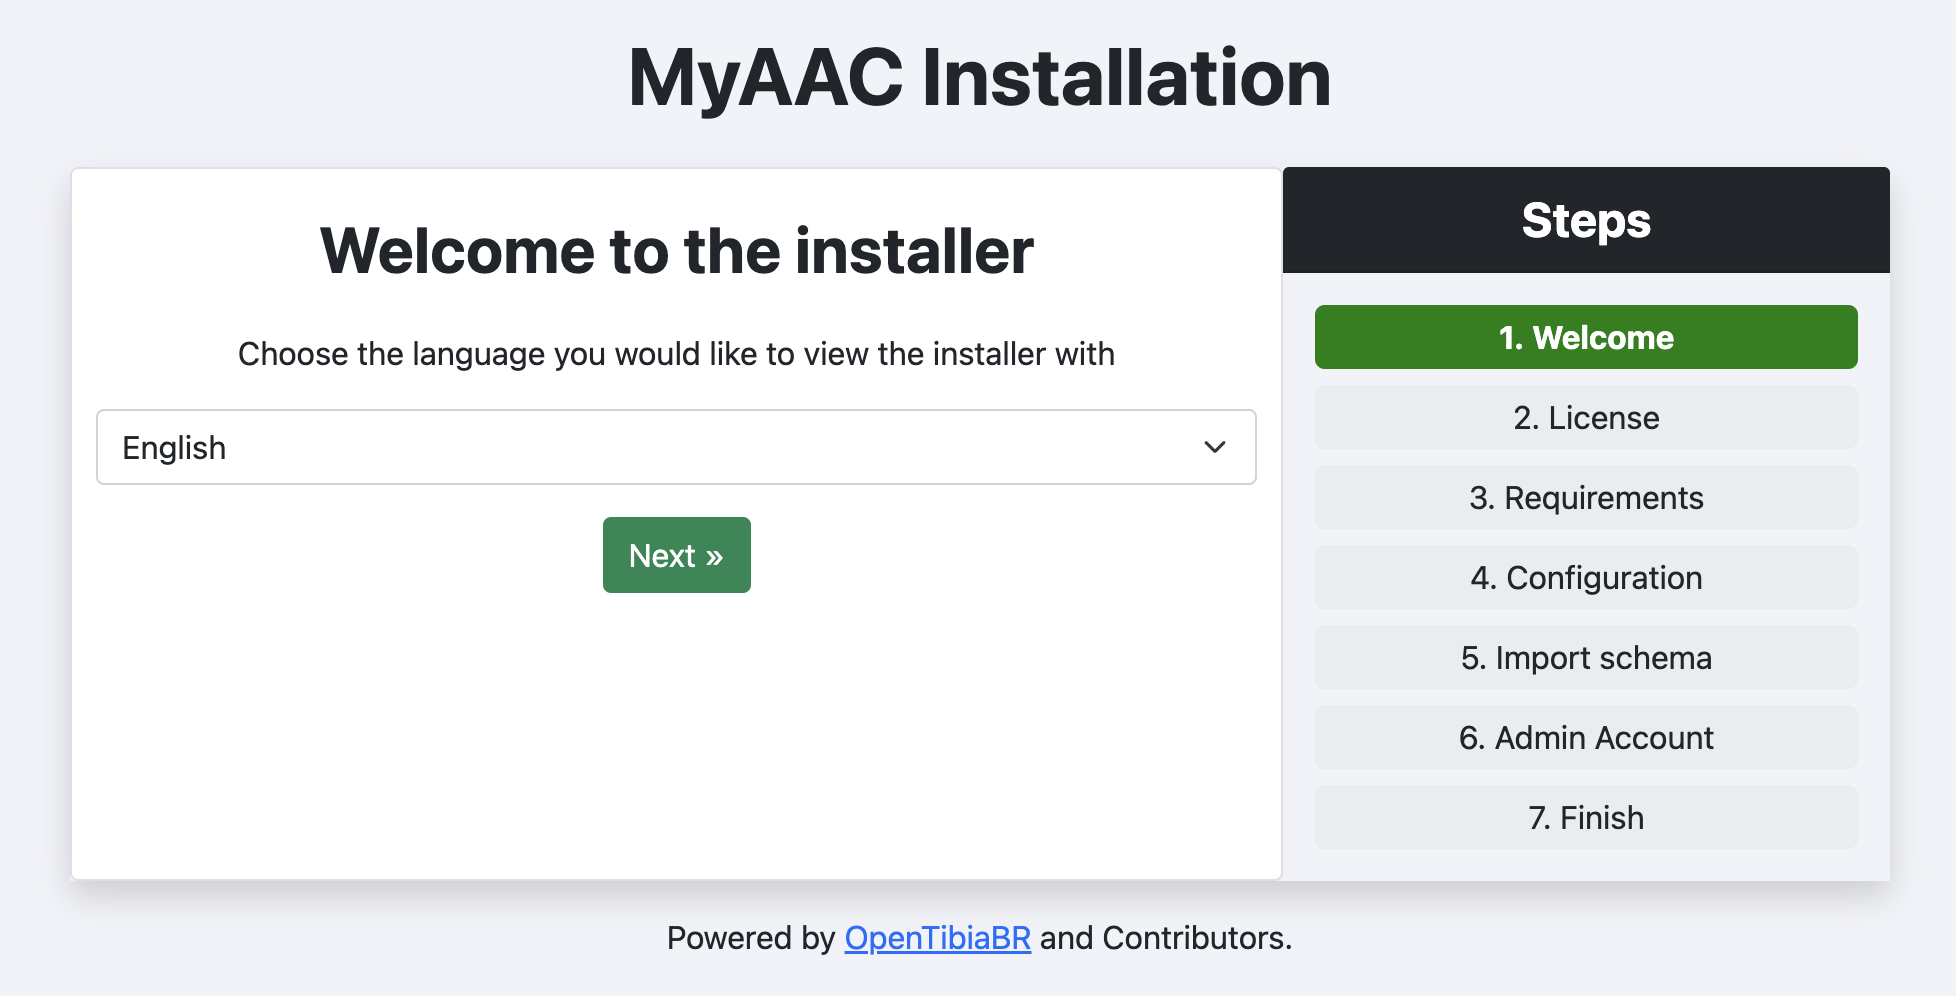 MyAAC Installation
Welcome to the installer
Choose the language you would like to view the installer with
English
Next »
Steps
1. Welcome
2. License
3. Requirements
4. Configuration
5. Import schema
6. Admin Account
7. Finish
Powered by OpenTibiaBR and Contributors.